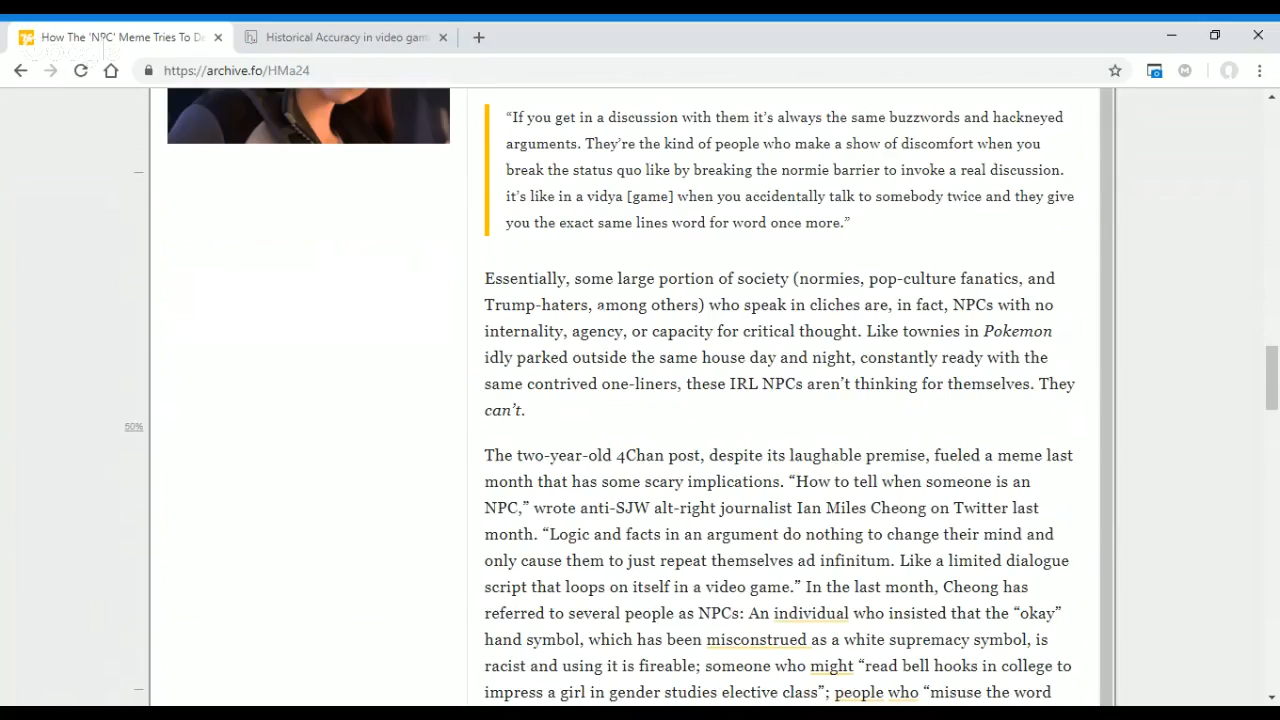 How The 'NPC' Meme Tries To De
Historical Accuracy in video gam
https://archive.fo/HMa24
“If you get in a discussion with them it’s always the same buzzwords and hackneyed
arguments. They’re the kind of people who make a show of discomfort when you
break the status quo like by breaking the normie barrier to invoke a real discussion.
it’s like in a vidya [game] when you accidentally talk to somebody twice and they give
you the exact same lines word for word once more.”
Essentially, some large portion of society (normies, pop-culture fanatics, and
Trump-haters, among others) who speak in cliches are, in fact, NPCs with no
internality, agency, or capacity for critical thought. Like townies in Pokemon
idly parked outside the same house day and night, constantly ready with the
same contrived one-liners, these IRL NPCs aren’t thinking for themselves. They
can’t.
50%
The two-year-old 4Chan post, despite its laughable premise, fueled a meme last
month that has some scary implications. “How to tell when someone is an
NPC,” wrote anti-SJW alt-right journalist Ian Miles Cheong on Twitter last
month. “Logic and facts in an argument do nothing to change their mind and
only cause them to just repeat themselves ad infinitum. Like a limited dialogue
script that loops on itself in a video game.” In the last month, Cheong has
referred to several people as NPCs: An individual who insisted that the “okay”
hand symbol, which has been misconstrued as a white supremacy symbol, is
racist and using it is fireable; someone who might “read bell hooks in college to
impress a girl in gender studies elective class”; people who “misuse the word